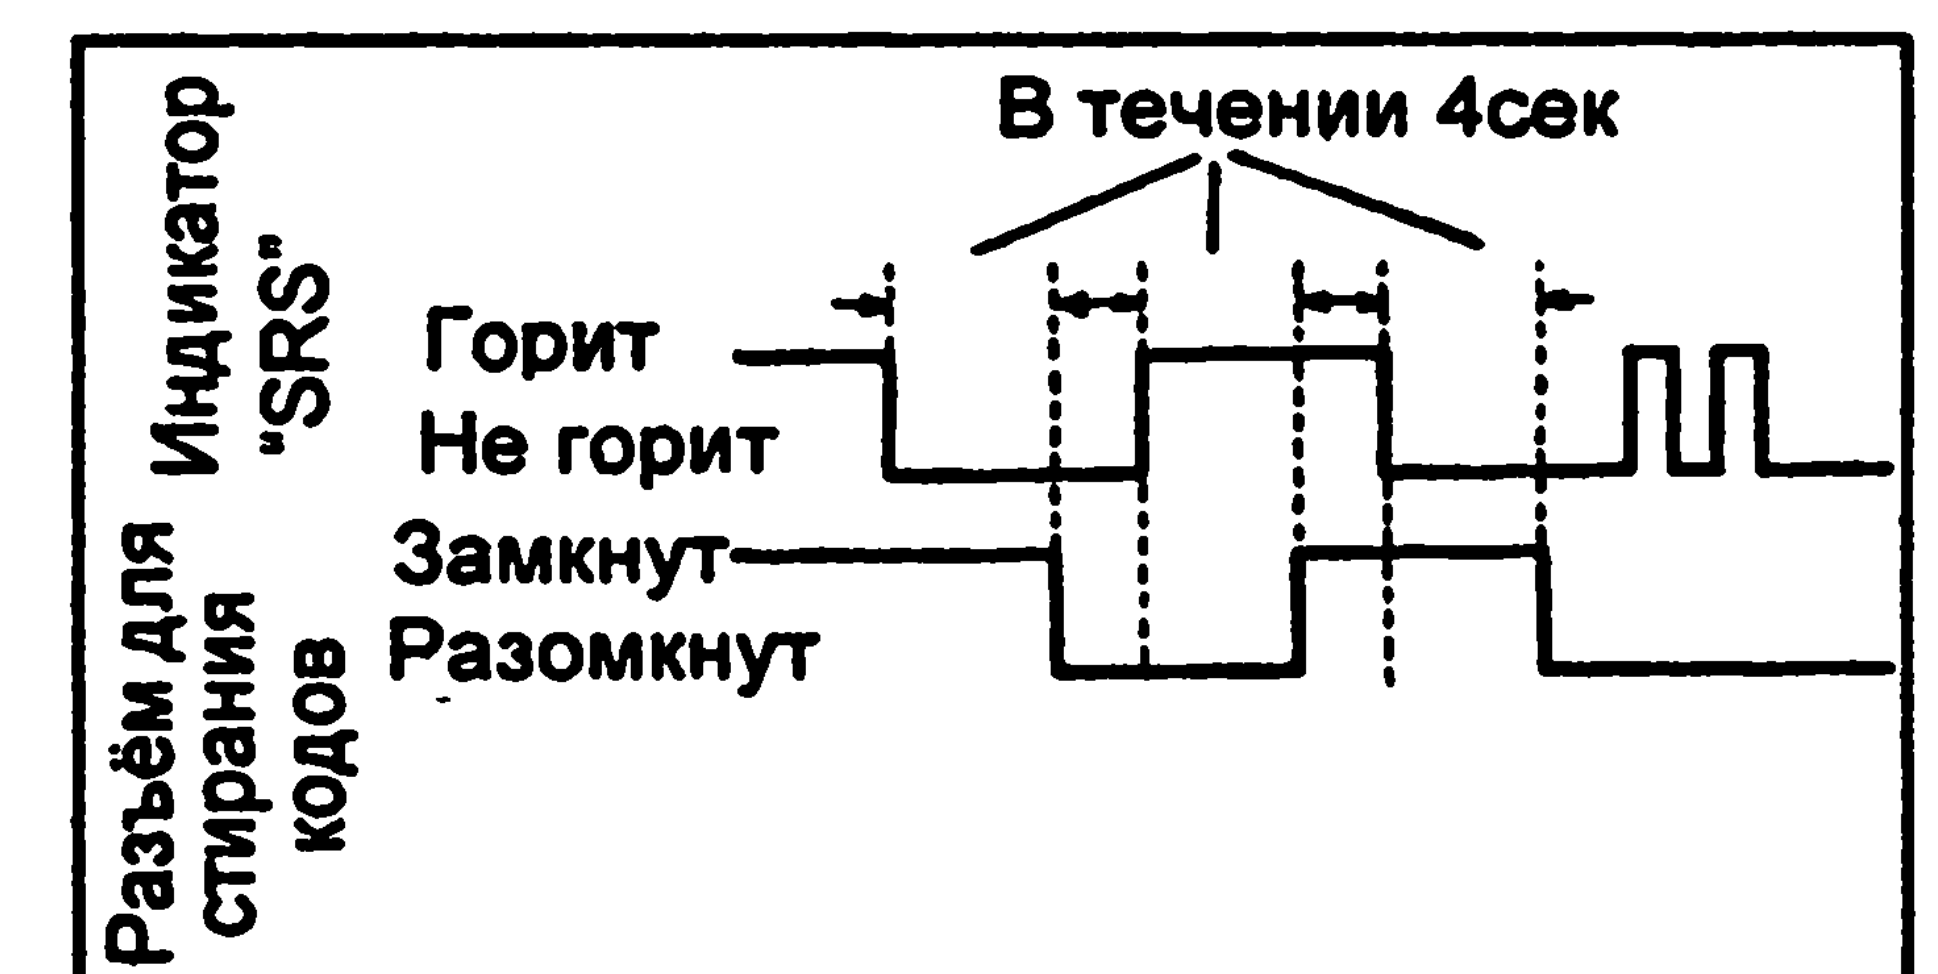 В течении 4сек
Индикатор
“SRS”
Горит
Не горит
Разъём для
стирания
кодов
Замкнут
Разомкнут